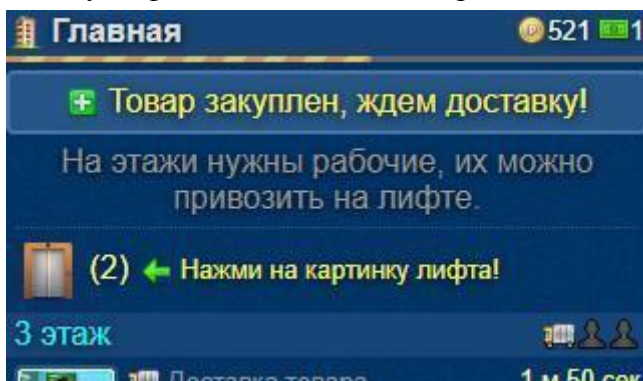 Главная 521 1
Товар закуплен, ждем доставку!
На этажи нужны рабочие, их можно
привозить на лифте.
(2) Нажми на картинку лифта!
3 этаж
Доставка товара 1 м 50 сек